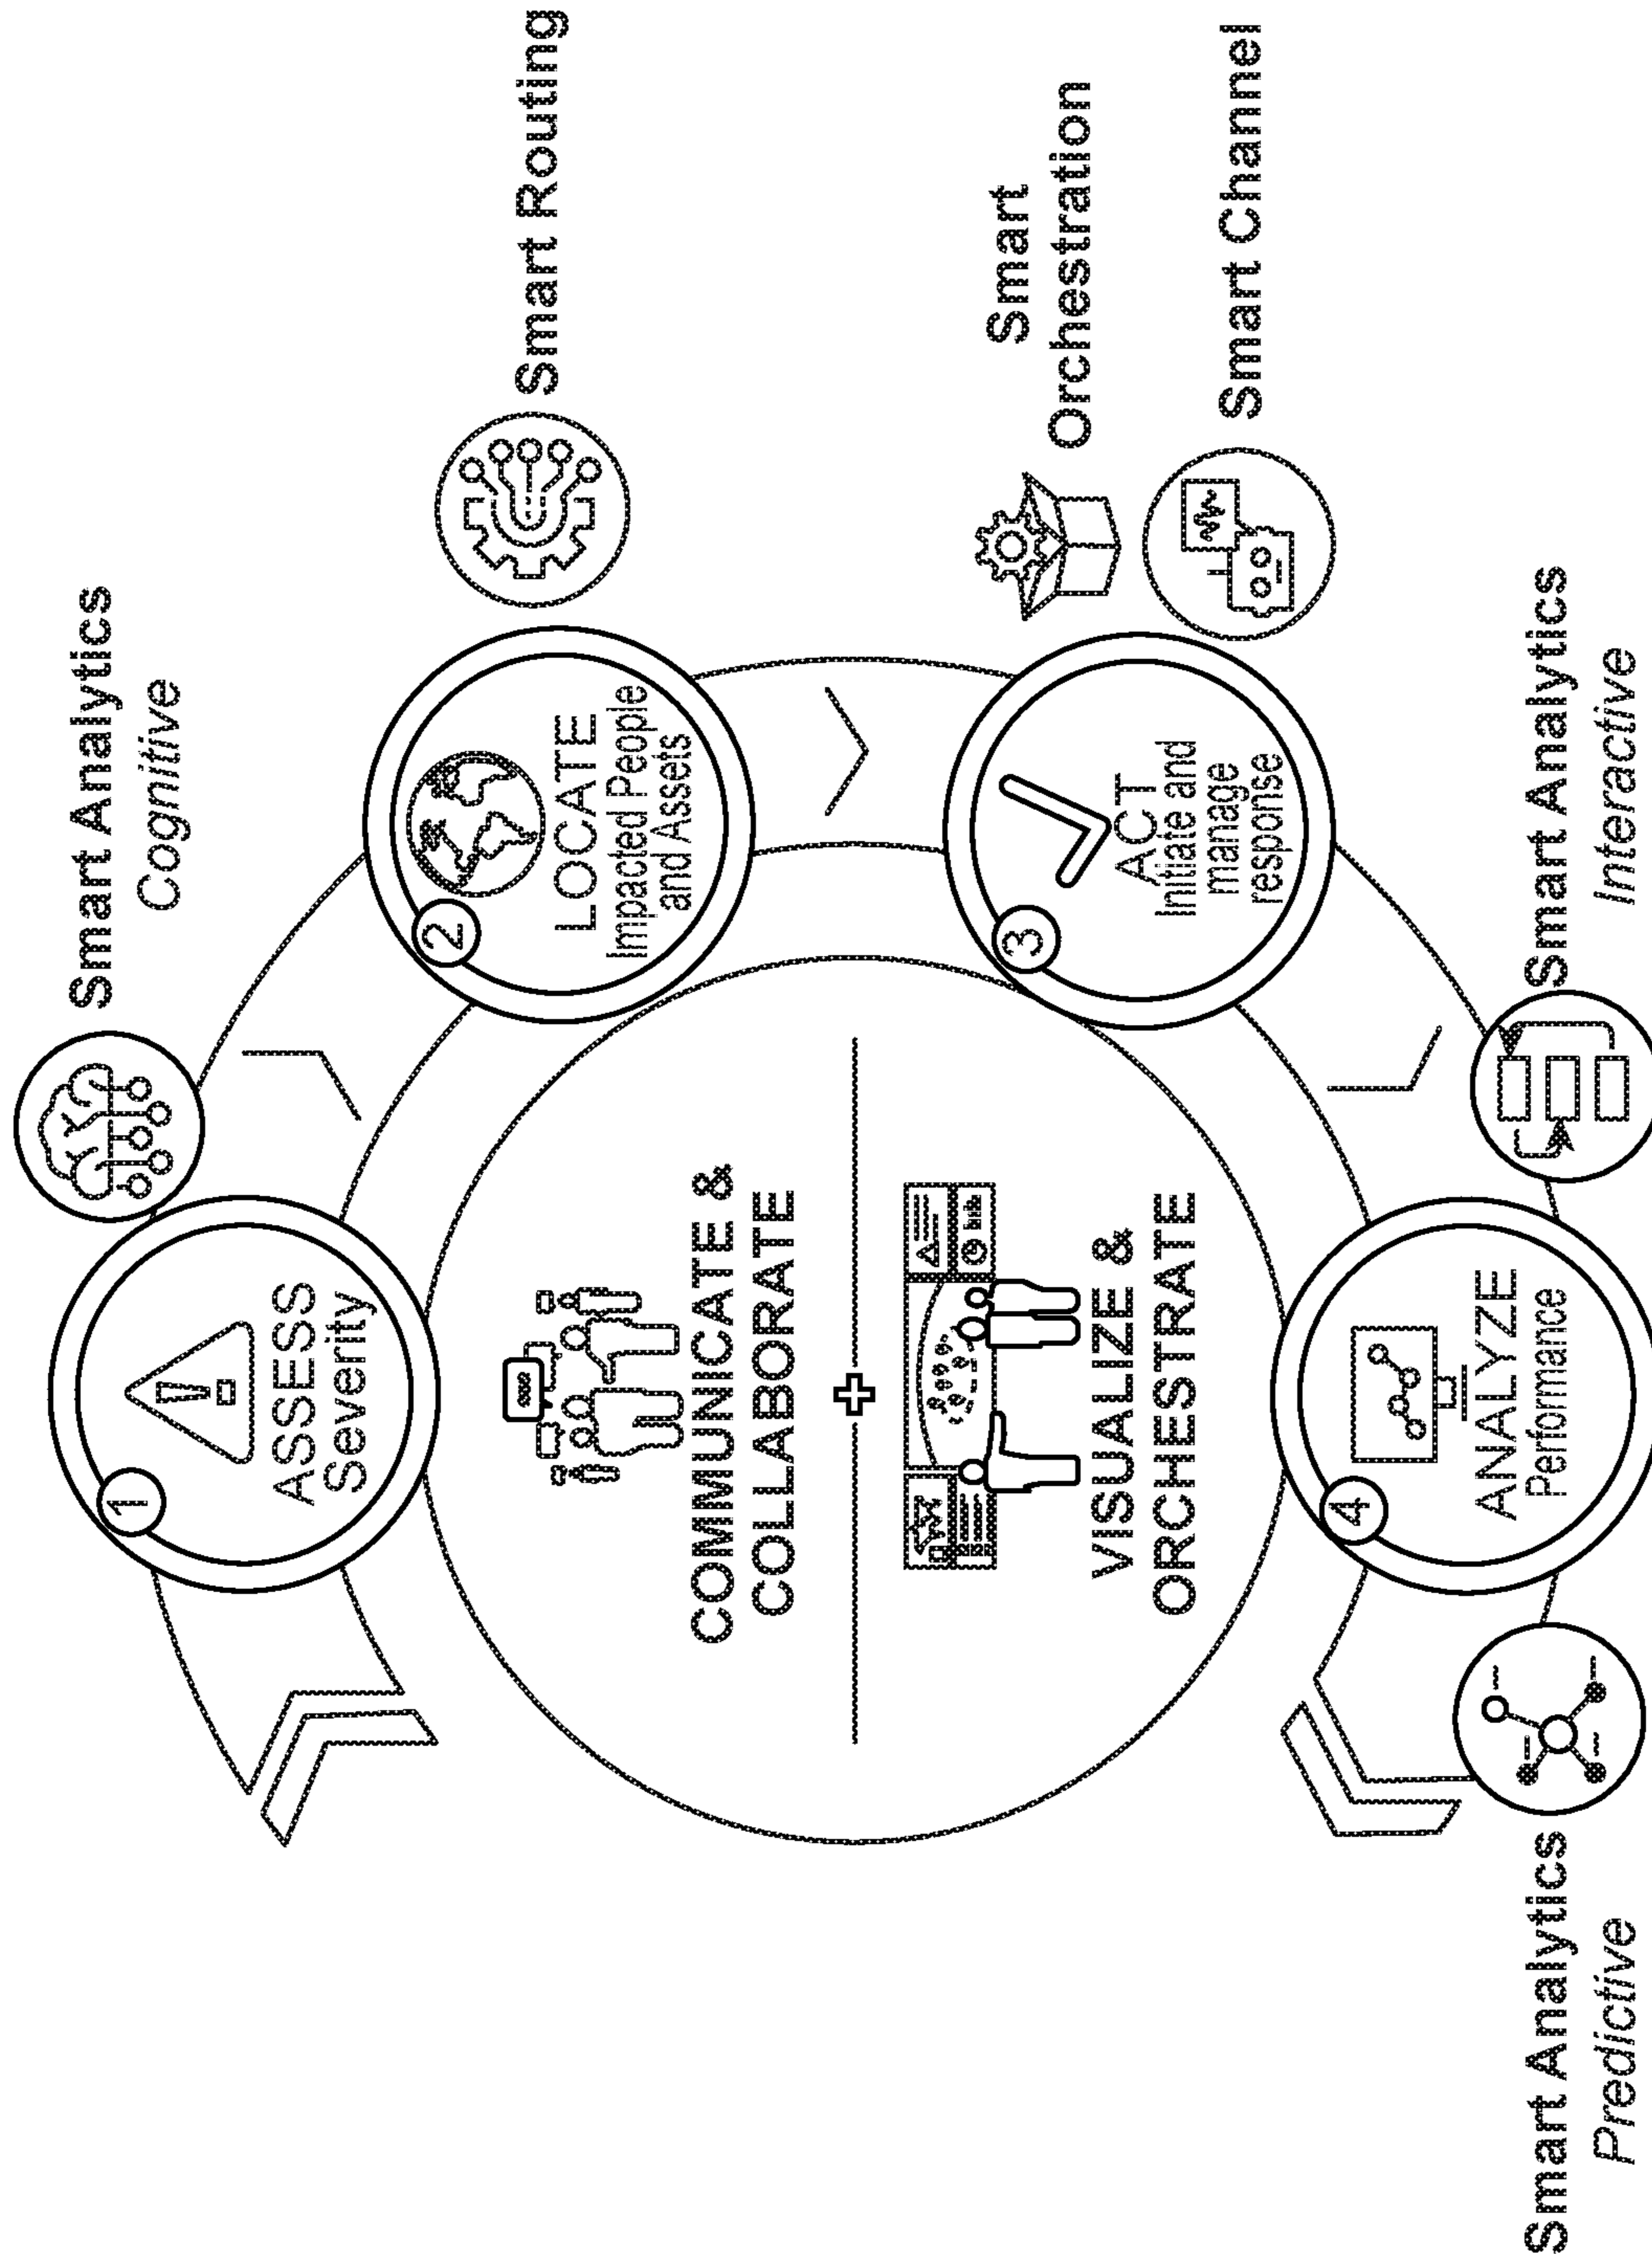 Smart Analytics
Cognitive
1
ASSESS
Severity
Smart Routing
2
LOCATE
Impacted People
and Assets
COMMUNICATE &
COLLABORATE
VISUALIZE &
ORCHESTRATE
Smart
Orchestration
Smart Channel
3
ACT
Initiate and
manage
response
4
ANALYZE
Performance
Smart Analytics
Interactive
Smart Analytics
Predictive